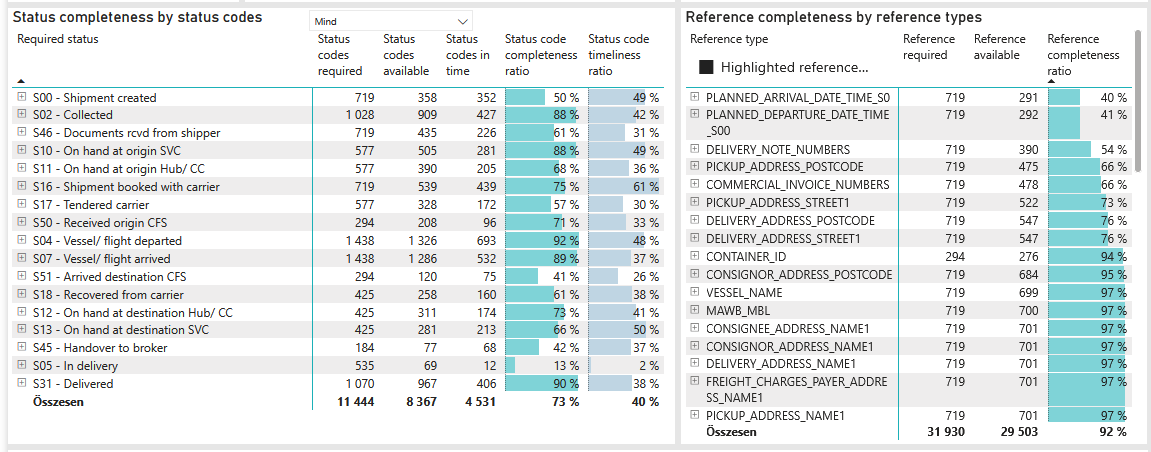 Status completeness by status codes
Mind
Required status
Status codes required
Status codes available
Status codes in time
Status code completeness ratio
Status code timeliness ratio
S00 - Shipment created 719 358 352 50 % 49 %
S02 - Collected 1 028 909 427 88 % 42 %
S46 - Documents rcvd from shipper 719 435 226 61 % 31 %
S10 - On hand at origin SVC 577 505 281 88 % 49 %
S11 - On hand at origin Hub/ CC 577 390 205 68 % 36 %
S16 - Shipment booked with carrier 719 539 439 75 % 61 %
S17 - Tendered carrier 577 328 172 57 % 30 %
S50 - Received origin CFS 294 208 96 71 % 33 %
S04 - Vessel/ flight departed 1 438 1 326 693 92 % 48 %
S07 - Vessel/ flight arrived 1 438 1 286 532 89 % 37 %
S51 - Arrived destination CFS 294 120 75 41 % 26 %
S18 - Recovered from carrier 425 258 160 61 % 38 %
S12 - On hand at destination Hub/ CC 425 311 174 73 % 41 %
S13 - On hand at destination SVC 425 281 213 66 % 50 %
S45 - Handover to broker 184 77 68 42 % 37 %
S05 - In delivery 535 69 12 13 % 2 %
S31 - Delivered 1 070 967 406 90 % 38 %
Összesen 11 444 8 367 4 531 73 % 40 %
Reference completeness by reference types
Reference type
Highlighted reference...
Reference required
Reference available
Reference completeness ratio
PLANNED_ARRIVAL_DATE_TIME_S0 719 291 40 %
PLANNED_DEPARTURE_DATE_TIME 719 292 41 %
_S00
DELIVERY_NOTE_NUMBERS 719 390 54 %
PICKUP_ADDRESS_POSTCODE 719 475 66 %
COMMERCIAL_INVOICE_NUMBERS 719 478 66 %
PICKUP_ADDRESS_STREET1 719 522 73 %
DELIVERY_ADDRESS_POSTCODE 719 547 76 %
DELIVERY_ADDRESS_STREET1 719 547 76 %
CONTAINER_ID 294 276 94 %
CONSIGNOR_ADDRESS_POSTCODE 719 684 95 %
VESSEL_NAME 719 699 97 %
MAWB_MBL 719 700 97 %
CONSIGNEE_ADDRESS_NAME1 719 701 97 %
CONSIGNOR_ADDRESS_NAME1 719 701 97 %
DELIVERY_ADDRESS_NAME1 719 701 97 %
FREIGHT_CHARGES_PAYER_ADDRE 719 701 97 %
SS_NAME1
PICKUP_ADDRESS_NAME1 719 701 97 %
Összesen 31 930 29 503 92 %